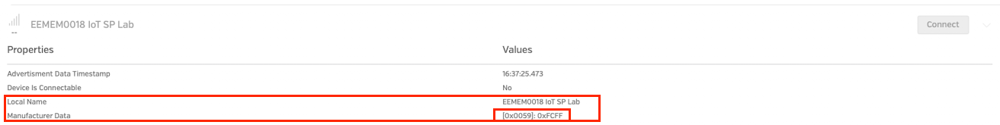 EEMEM0018 IoT SP Lab
Connect
--
Properties Values
Advertisment Data Timestamp 16:37:25.473
Device Is Connectable No
Local Name EEMEM0018 IoT SP Lab
Manufacturer Data [0x0059]: 0xFCFF